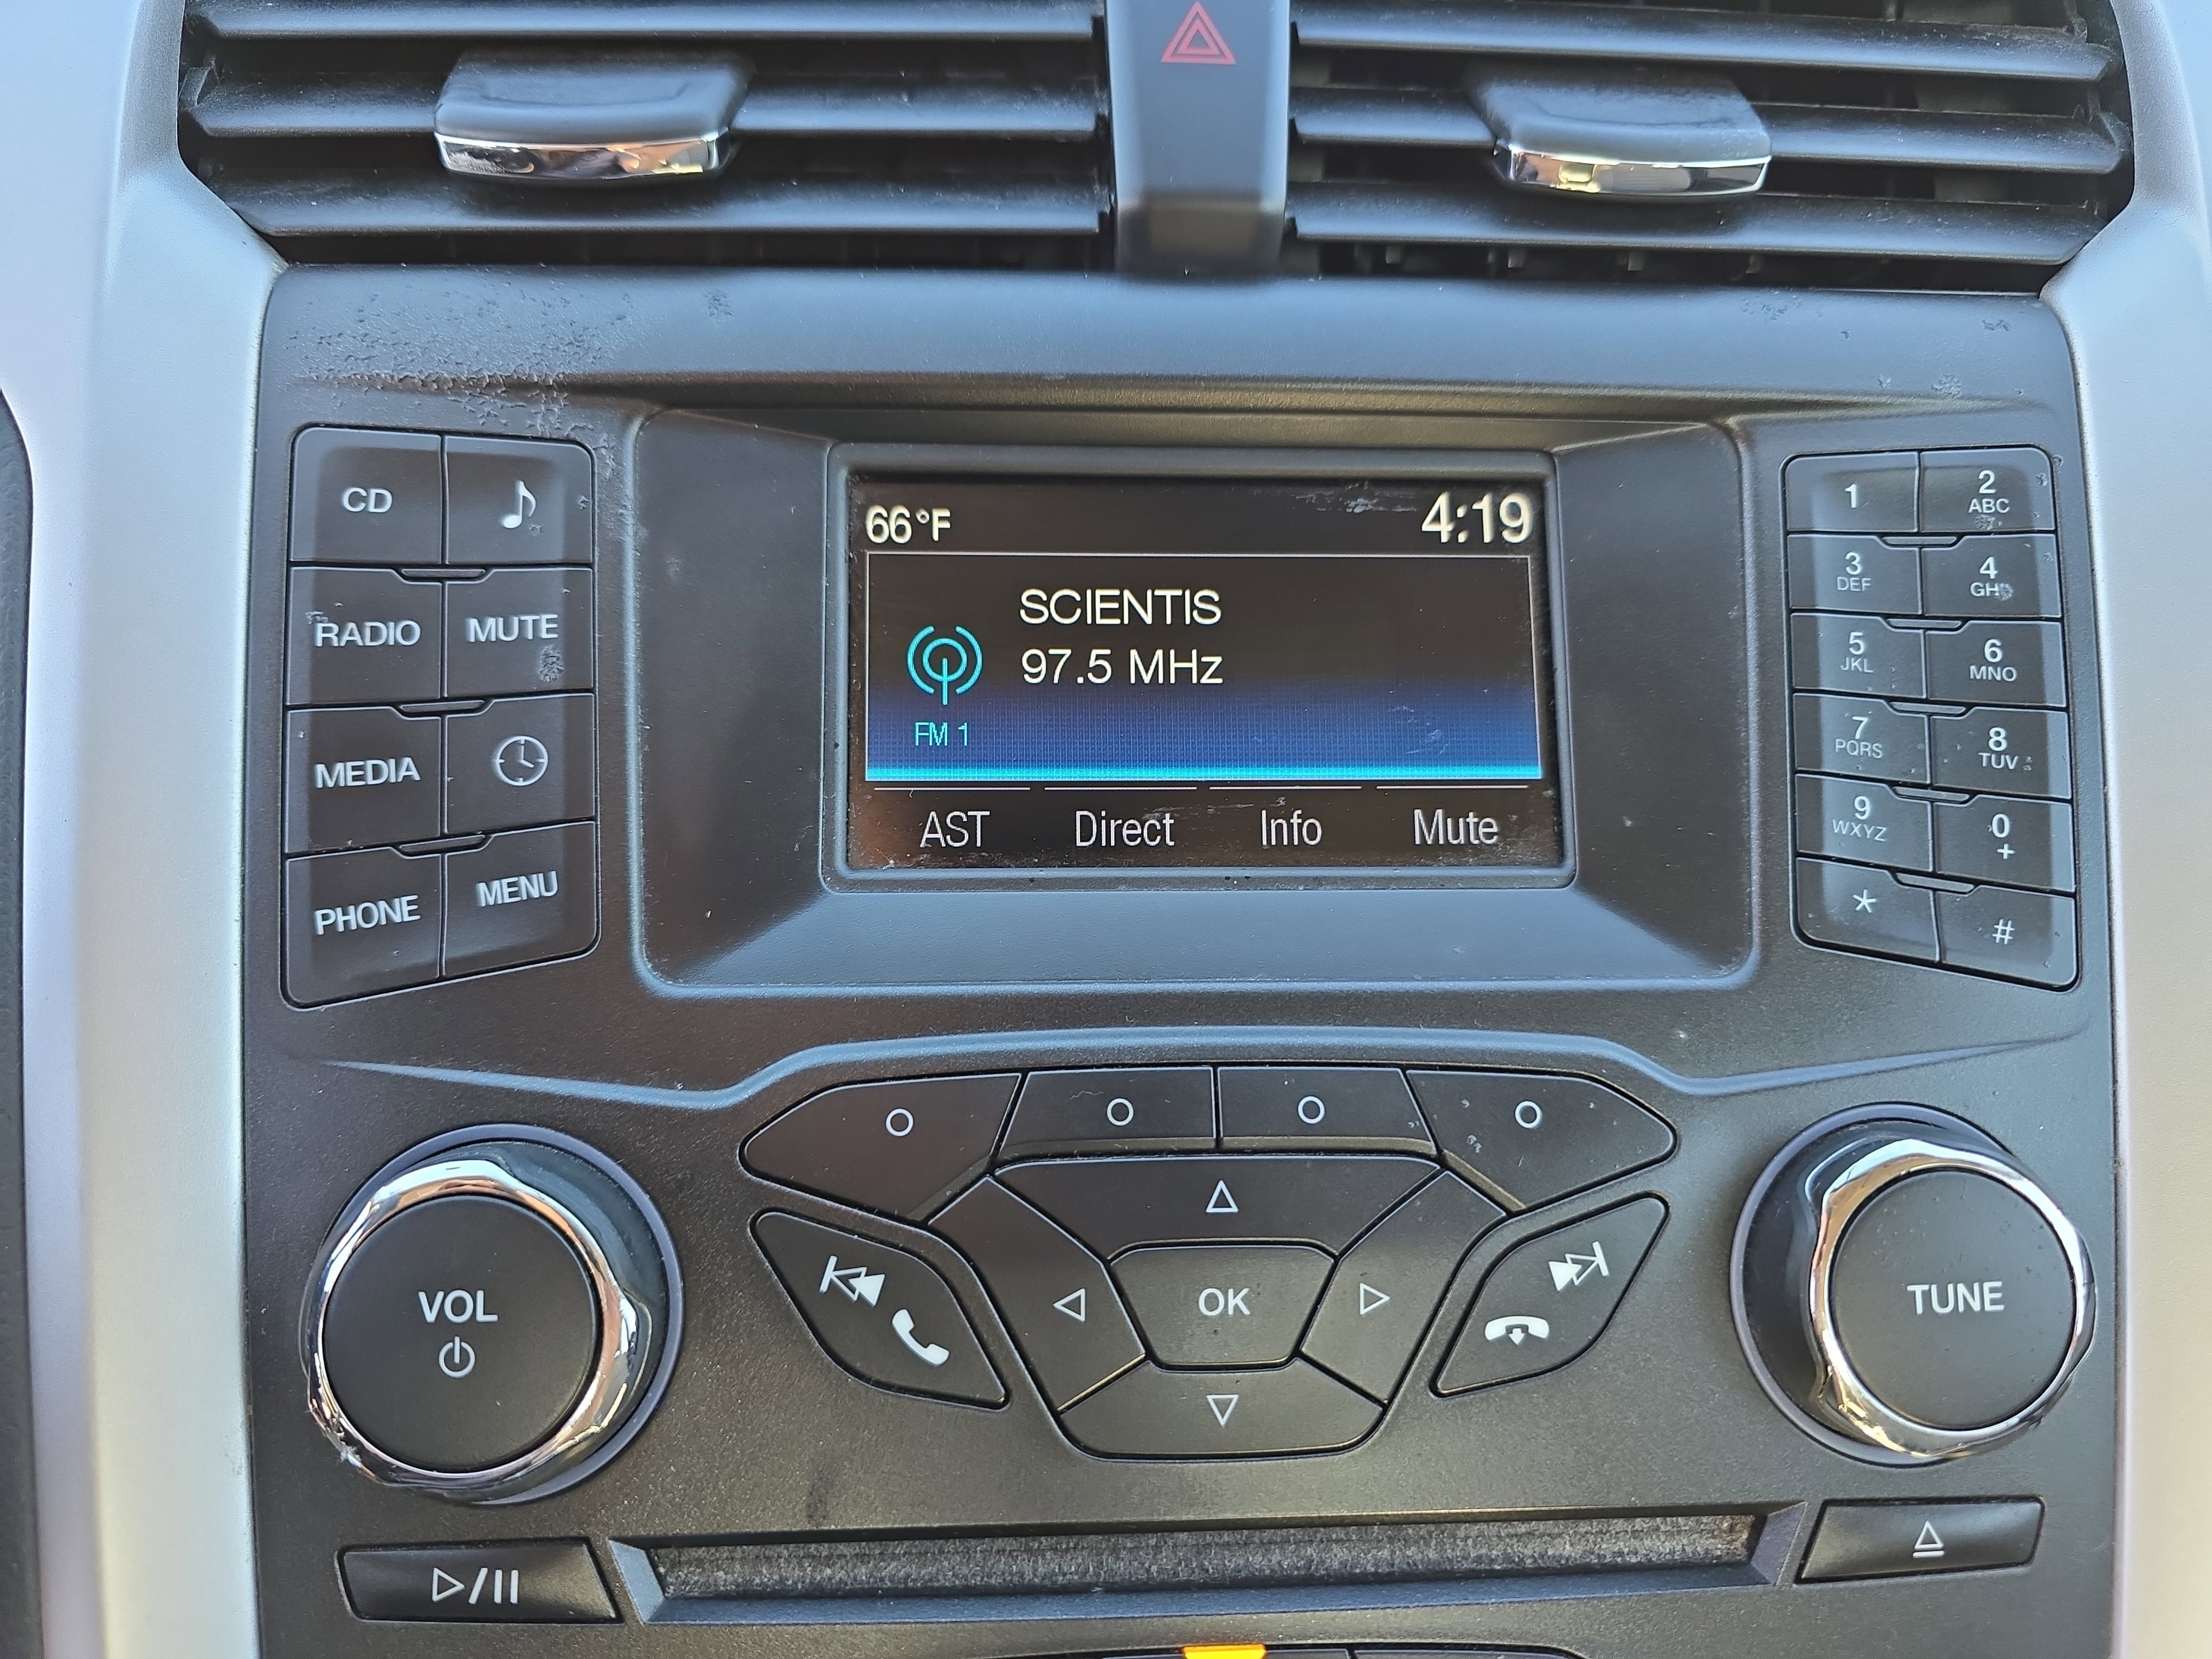 66°F 4:19
SCIENTIS
97.5 MHz
FM 1
AST Direct Info Mute
CD
RADIO MUTE
MEDIA
PHONE MENU
1 2 ABC
3 DEF 4 GHI
5 JKL 6 MNO
7 PQRS 8 TUV
9 WXYZ 0 +
* #
VOL
OK
TUNE